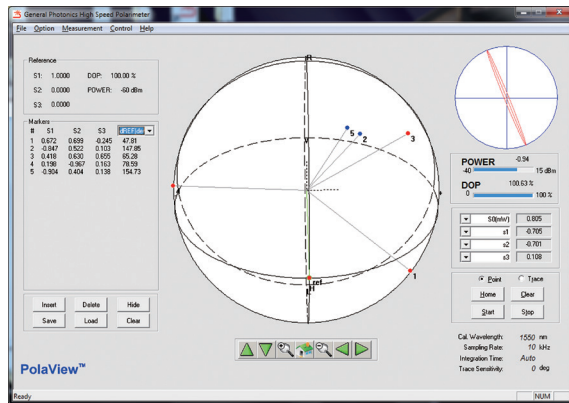 General Photonics High Speed Polarimeter
File Option Measurement Control Help
Reference
S1: 1.0000 DOP: 100.00 %
S2: 0.0000 POWER: -60 dBm
S3: 0.0000
Markers
# S1 S2 S3 dREF|de
1 0.672 0.699 -0.245 47.81
2 -0.847 0.522 0.103 147.85
3 0.418 0.630 0.655 65.28
4 0.198 -0.967 0.163 78.59
5 -0.904 0.404 0.138 154.73
Insert Delete Hide
Save Load Clear
PolaView™
R
V
5
2
3
1
ref
H
POWER -0.94
-40 15 dBm
DOP 100.63 %
0 100 %
S0(mW) 0.805
s1 -0.705
s2 -0.701
s3 0.108
Point Trace
Home Clear
Start Stop
Cal. Wavelength: 1550 nm
Sampling Rate: 10 kHz
Integration Time: Auto
Trace Sensitivity: 0 deg
Ready
NUM